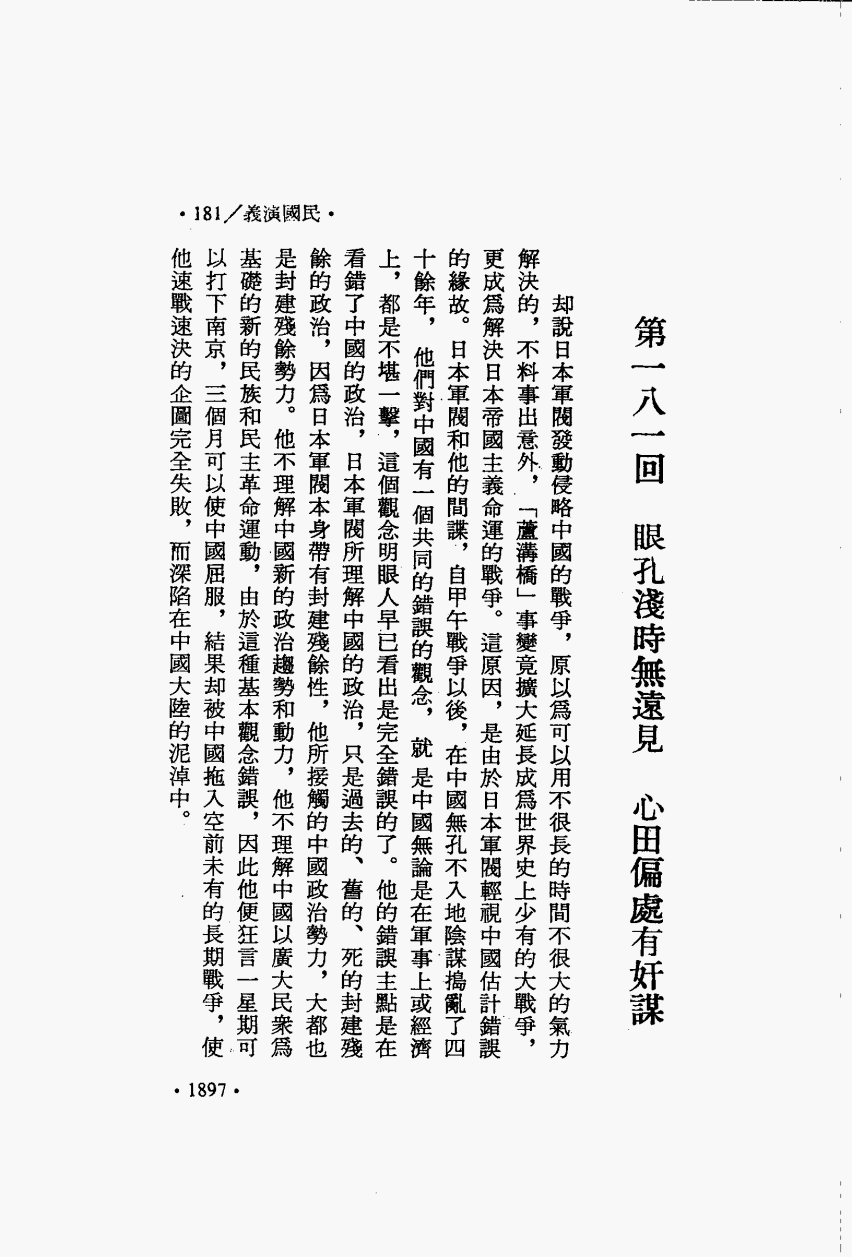 民國演義/181
第一八一回 眼孔淺時無遠見 心田偏處有奸謀
却說日本軍閥發動侵略中國的戰爭，原以爲可以用不很長的時間不很大的氣力
解決的，不料事出意外，「蘆溝橋」事變竟擴大延長成爲世界史上少有的大戰爭，
更成爲解決日本帝國主義命運的戰爭。這原因，是由於日本軍閥輕視中國估計錯誤
的緣故。日本軍閥和他的間諜，自甲午戰爭以後，在中國無孔不入地陰謀搗亂了四
十餘年，他們對中國有一個共同的錯誤的觀念，就是中國無論是在軍事上或經濟
上，都是不堪一擊，這個觀念明眼人早已看出是完全錯誤的了。他的錯誤主點是在
看錯了中國的政治，日本軍閥所理解中國的政治，只是過去的、舊的、死的封建殘
餘的政治，因爲日本軍閥本身帶有封建殘餘性，他所接觸的中國政治勢力，大都也
是封建殘餘勢力。他不理解中國新的政治趨勢和動力，他不理解中國以廣大民衆爲
基礎的新的民族和民主革命運動，由於這種基本觀念錯誤，因此他便狂言一星期可
以打下南京，三個月可以使中國屈服，結果却被中國拖入空前未有的長期戰爭，使
他速戰速決的企圖完全失敗，而深陷在中國大陸的泥淖中。
·1897·